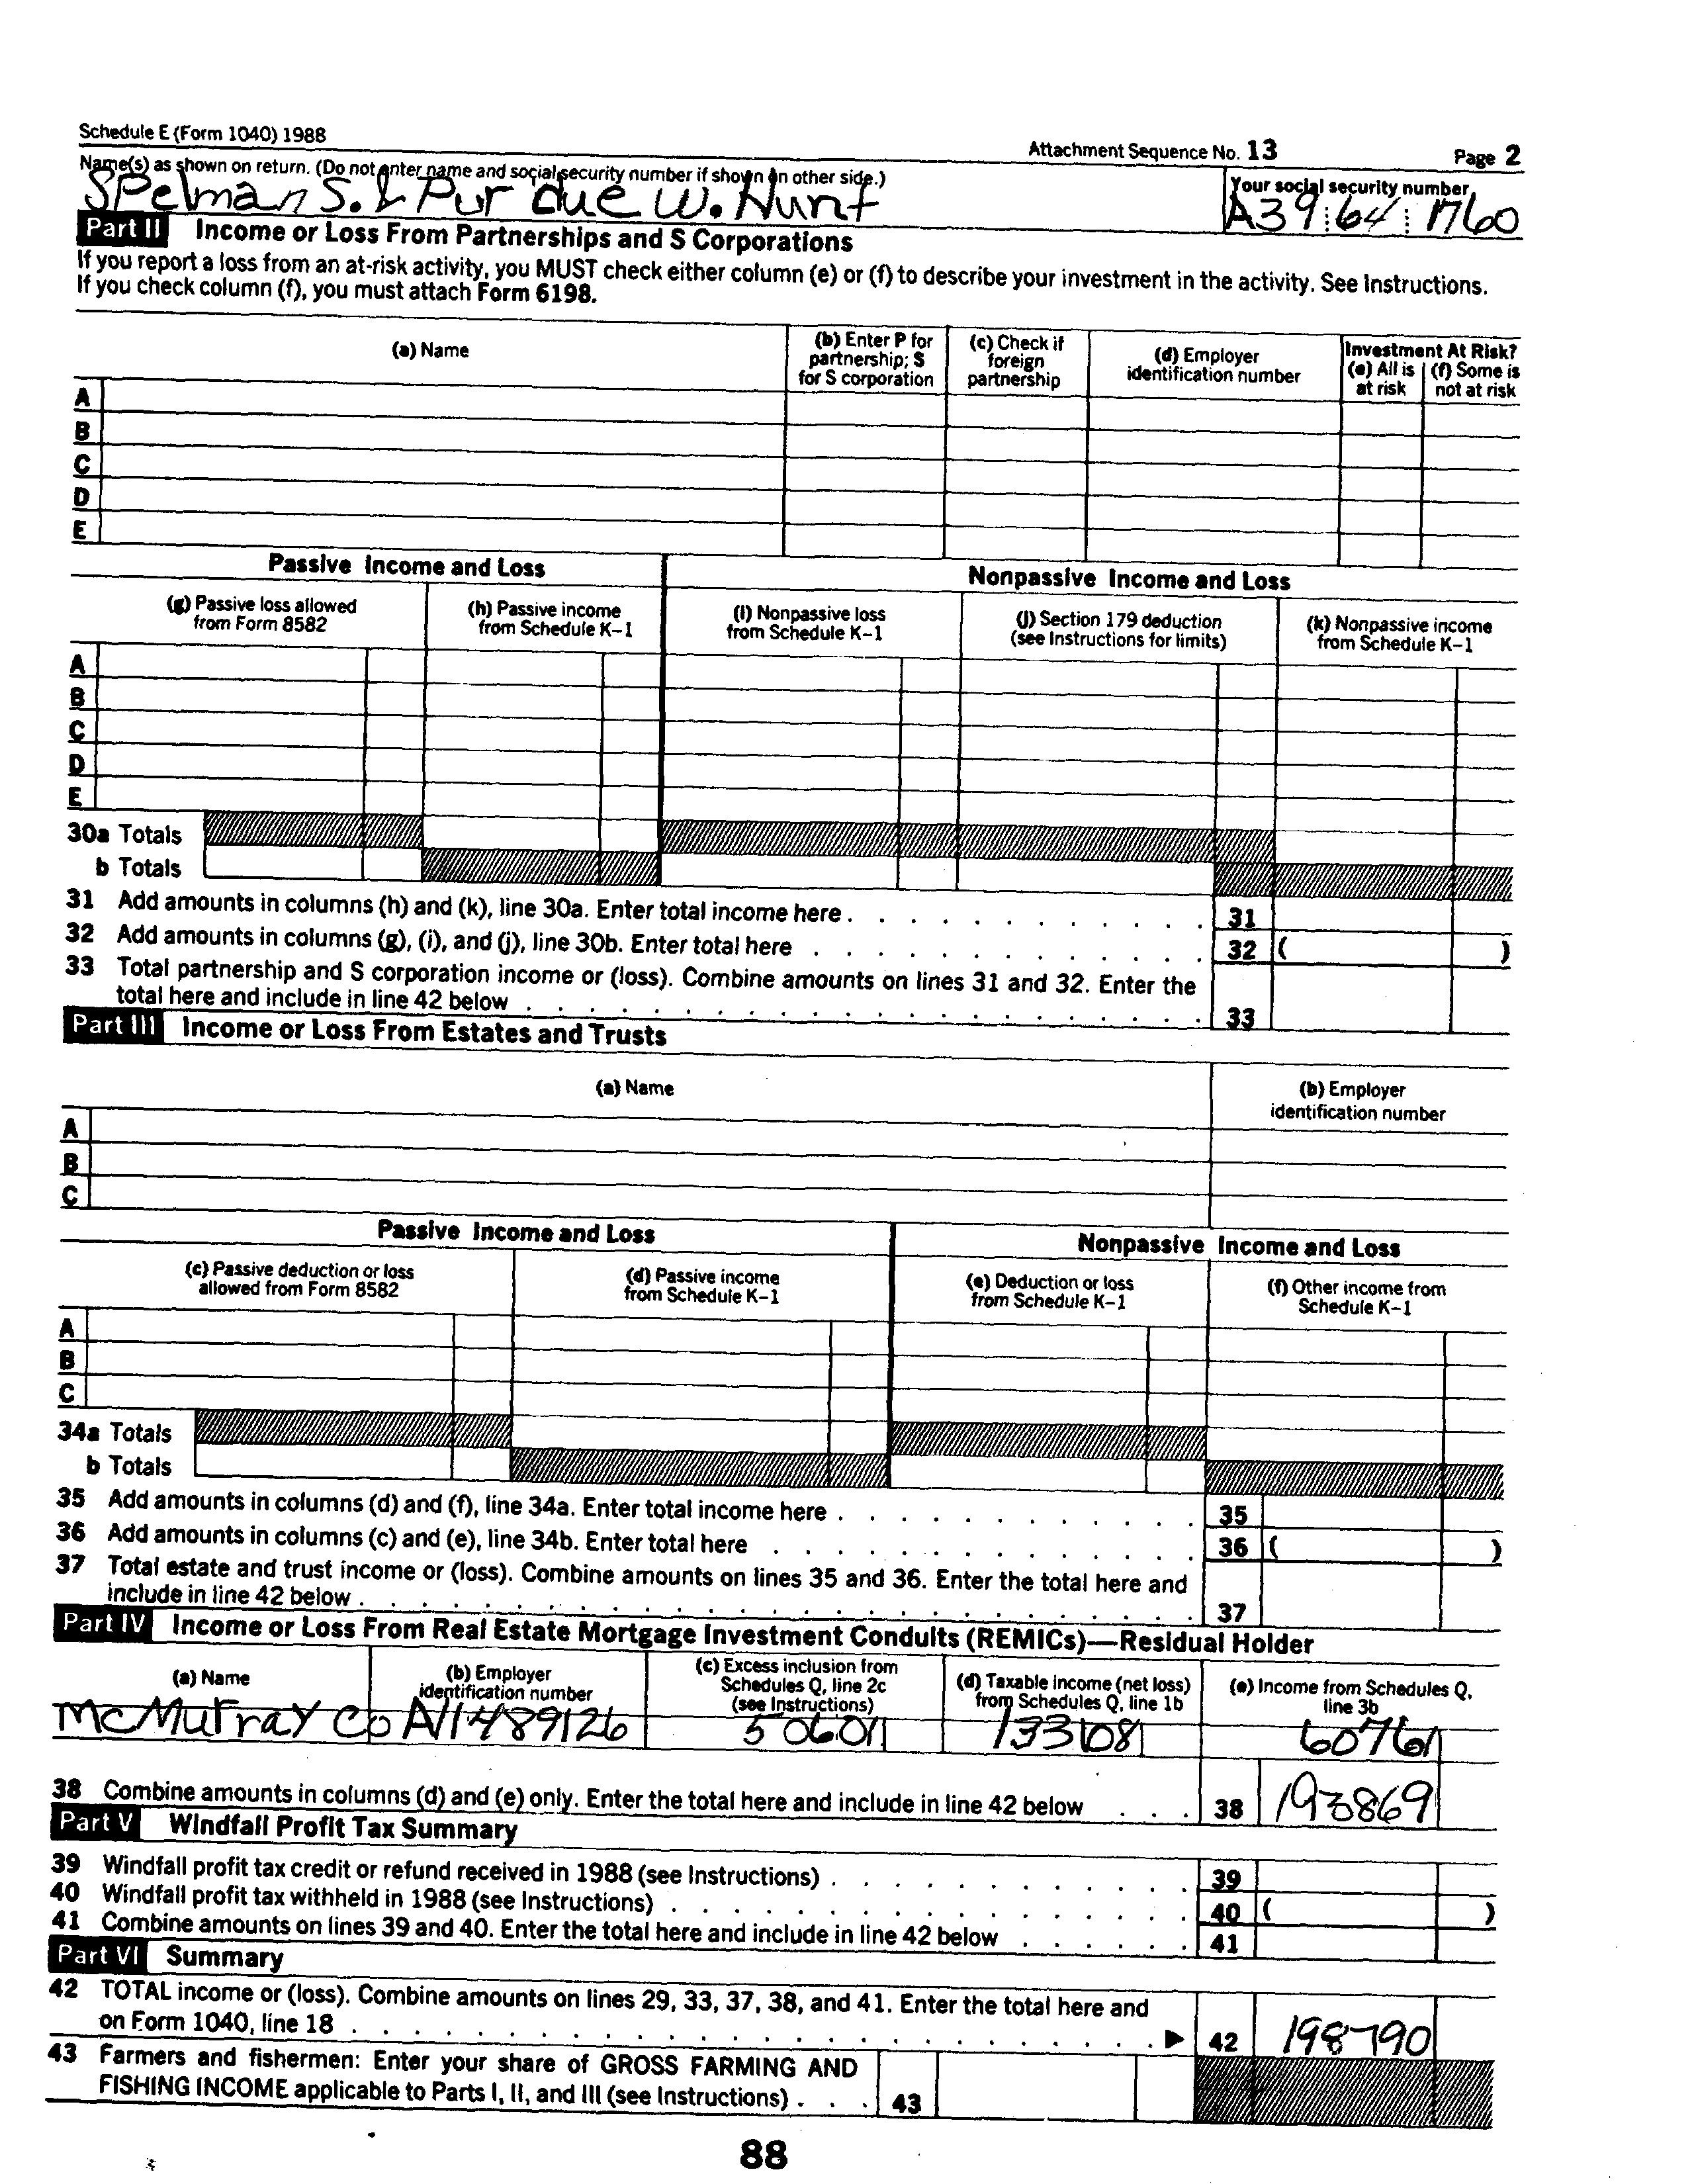 Schedule E (Form 1040) 1988
Attachment Sequence No. 13 Page 2
Name(s) as shown on return. (Do not enter name and social security number if shown on other side.)
Your social security number
Spelman S. & Purdue W. Hunt A39 64 1760
Part II Income or Loss From Partnerships and S Corporations
If you report a loss from an at-risk activity, you MUST check either column (e) or (f) to describe your investment in the activity. See Instructions.
If you check column (f), you must attach Form 6198.
(a) Name
(b) Enter P for partnership; S for S corporation
(c) Check if foreign partnership
(d) Employer identification number
Investment At Risk?
(e) All is at risk
(f) Some is not at risk
A
B
C
D
E
Passive Income and Loss
Nonpassive Income and Loss
(g) Passive loss allowed from Form 8582
(h) Passive income from Schedule K–1
(i) Nonpassive loss from Schedule K–1
(j) Section 179 deduction (see Instructions for limits)
(k) Nonpassive income from Schedule K–1
A
B
C
D
E
30a Totals
b Totals
31 Add amounts in columns (h) and (k), line 30a. Enter total income here . . . . . . . . . . . 31
32 Add amounts in columns (g), (i), and (j), line 30b. Enter total here . . . . . . . . . . . . 32 ( )
33 Total partnership and S corporation income or (loss). Combine amounts on lines 31 and 32. Enter the
total here and include in line 42 below . . . . . . . . . . . . . . . . . . . . . . 33
Part III Income or Loss From Estates and Trusts
(a) Name
(b) Employer identification number
A
B
C
Passive Income and Loss
Nonpassive Income and Loss
(c) Passive deduction or loss allowed from Form 8582
(d) Passive income from Schedule K–1
(e) Deduction or loss from Schedule K–1
(f) Other income from Schedule K–1
A
B
C
34a Totals
b Totals
35 Add amounts in columns (d) and (f), line 34a. Enter total income here . . . . . . . . . . . 35
36 Add amounts in columns (c) and (e), line 34b. Enter total here . . . . . . . . . . . . . 36 ( )
37 Total estate and trust income or (loss). Combine amounts on lines 35 and 36. Enter the total here and
include in line 42 below . . . . . . . . . . . . . . . . . . . . . . . . . . 37
Part IV Income or Loss From Real Estate Mortgage Investment Conduits (REMICs)—Residual Holder
(a) Name
(b) Employer identification number
(c) Excess inclusion from Schedules Q, line 2c (see Instructions)
(d) Taxable income (net loss) from Schedules Q, line 1b
(e) Income from Schedules Q, line 3b
McMurray Co A11489126 50601 133108 60761
38 Combine amounts in columns (d) and (e) only. Enter the total here and include in line 42 below . . . 38 193869
Part V Windfall Profit Tax Summary
39 Windfall profit tax credit or refund received in 1988 (see Instructions) . . . . . . . . . . . . 39
40 Windfall profit tax withheld in 1988 (see Instructions) . . . . . . . . . . . . . . . . . 40 ( )
41 Combine amounts on lines 39 and 40. Enter the total here and include in line 42 below . . . . . . 41
Part VI Summary
42 TOTAL income or (loss). Combine amounts on lines 29, 33, 37, 38, and 41. Enter the total here and
on Form 1040, line 18 . . . . . . . . . . . . . . . . . . . . . . . . . . ▶ 42 198790
43 Farmers and fishermen: Enter your share of GROSS FARMING AND
FISHING INCOME applicable to Parts I, II, and III (see Instructions) . . . 43
88